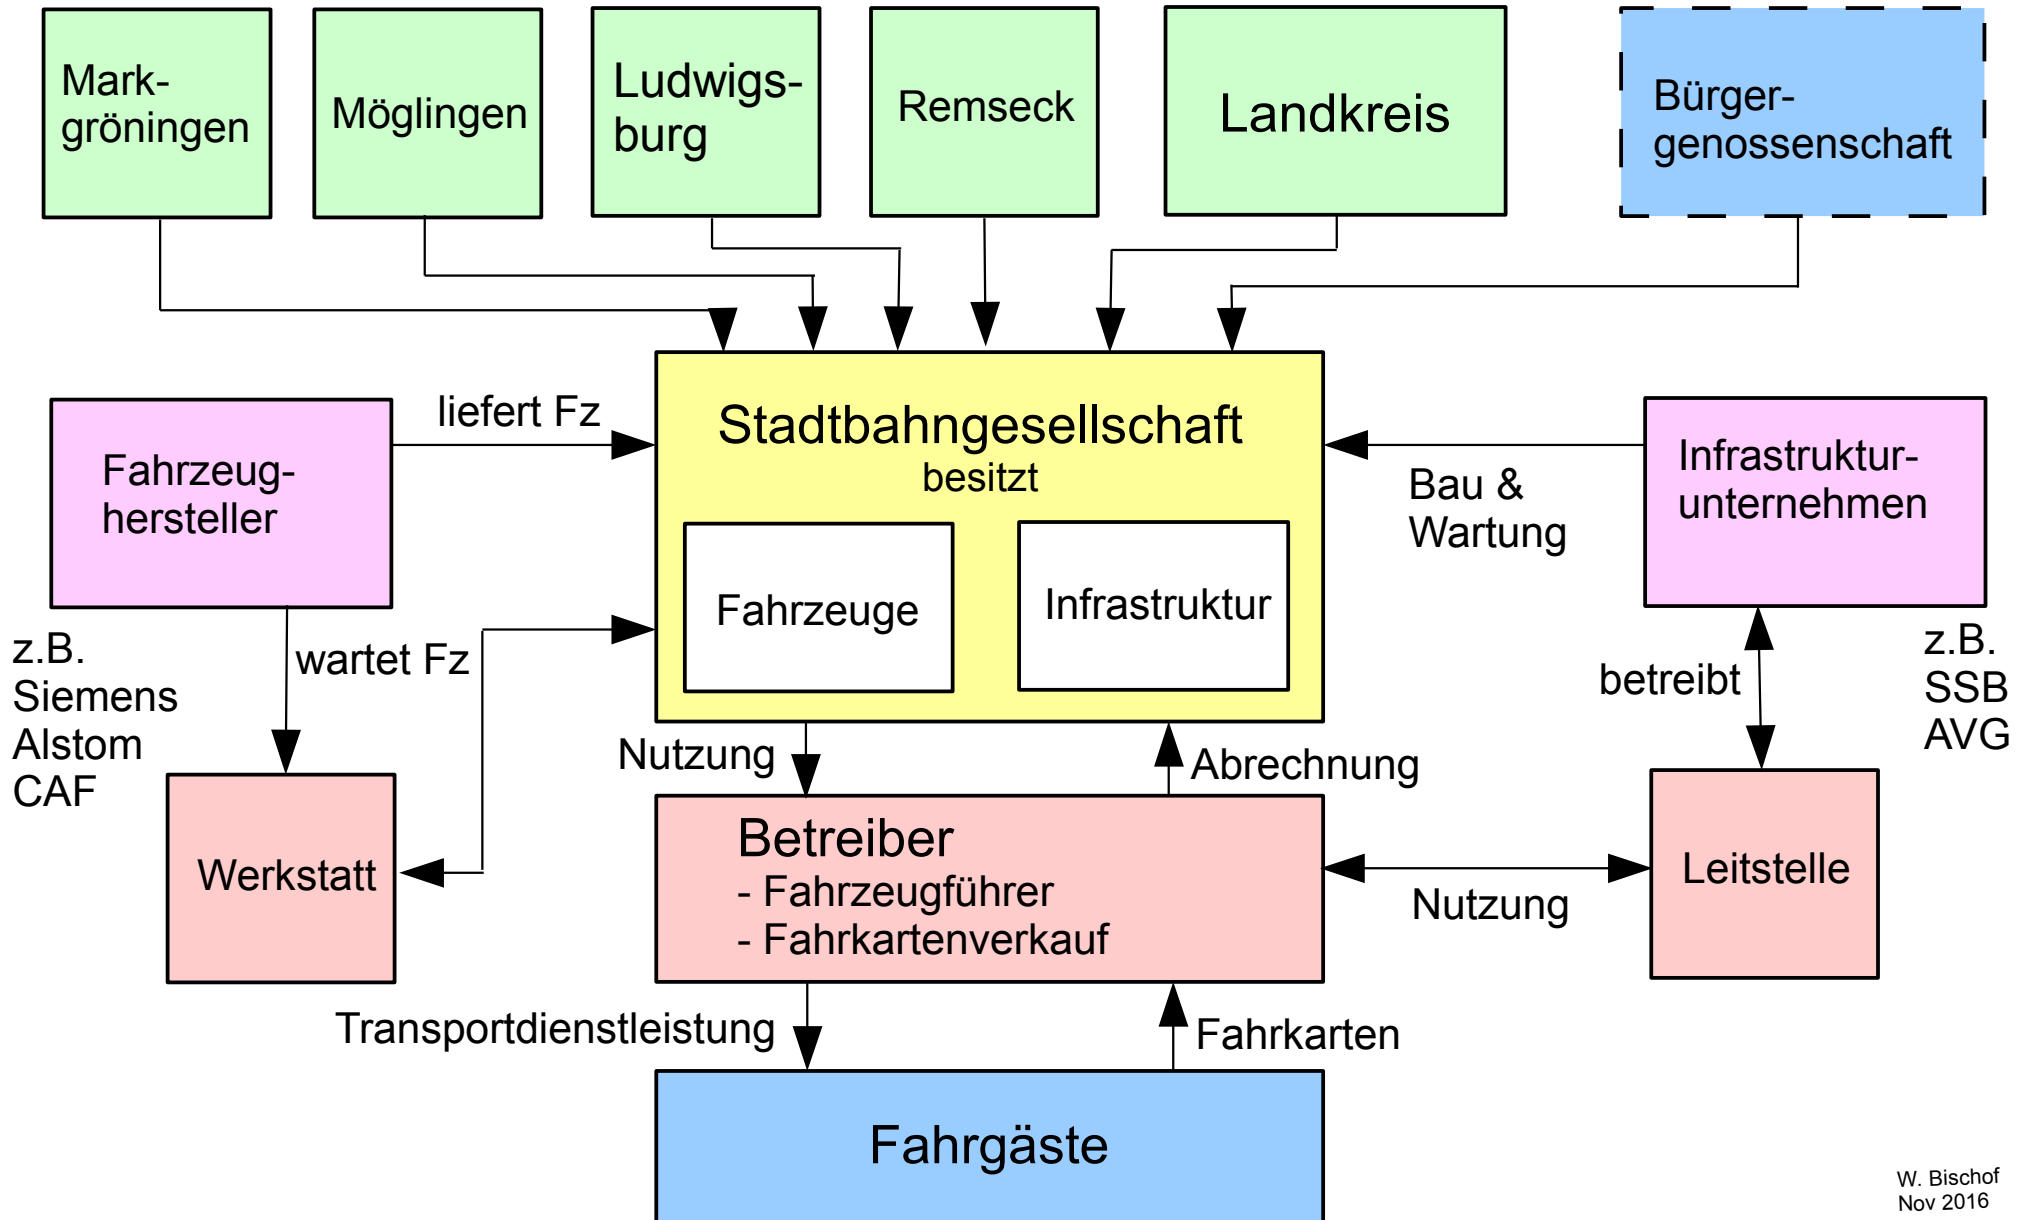 Mark-
gröningen
Möglingen
Ludwigs-
burg
Remseck
Landkreis
Bürger-
genossenschaft
liefert Fz
Fahrzeug-
hersteller
Stadtbahngesellschaft
besitzt
Fahrzeuge
Infrastruktur
Bau &
Wartung
Infrastruktur-
unternehmen
z.B.
Siemens
Alstom
CAF
wartet Fz
betreibt
z.B.
SSB
AVG
Nutzung
Abrechnung
Werkstatt
Betreiber
- Fahrzeugführer
- Fahrkartenverkauf
Nutzung
Leitstelle
Transportdienstleistung
Fahrkarten
Fahrgäste
W. Bischof
Nov 2016